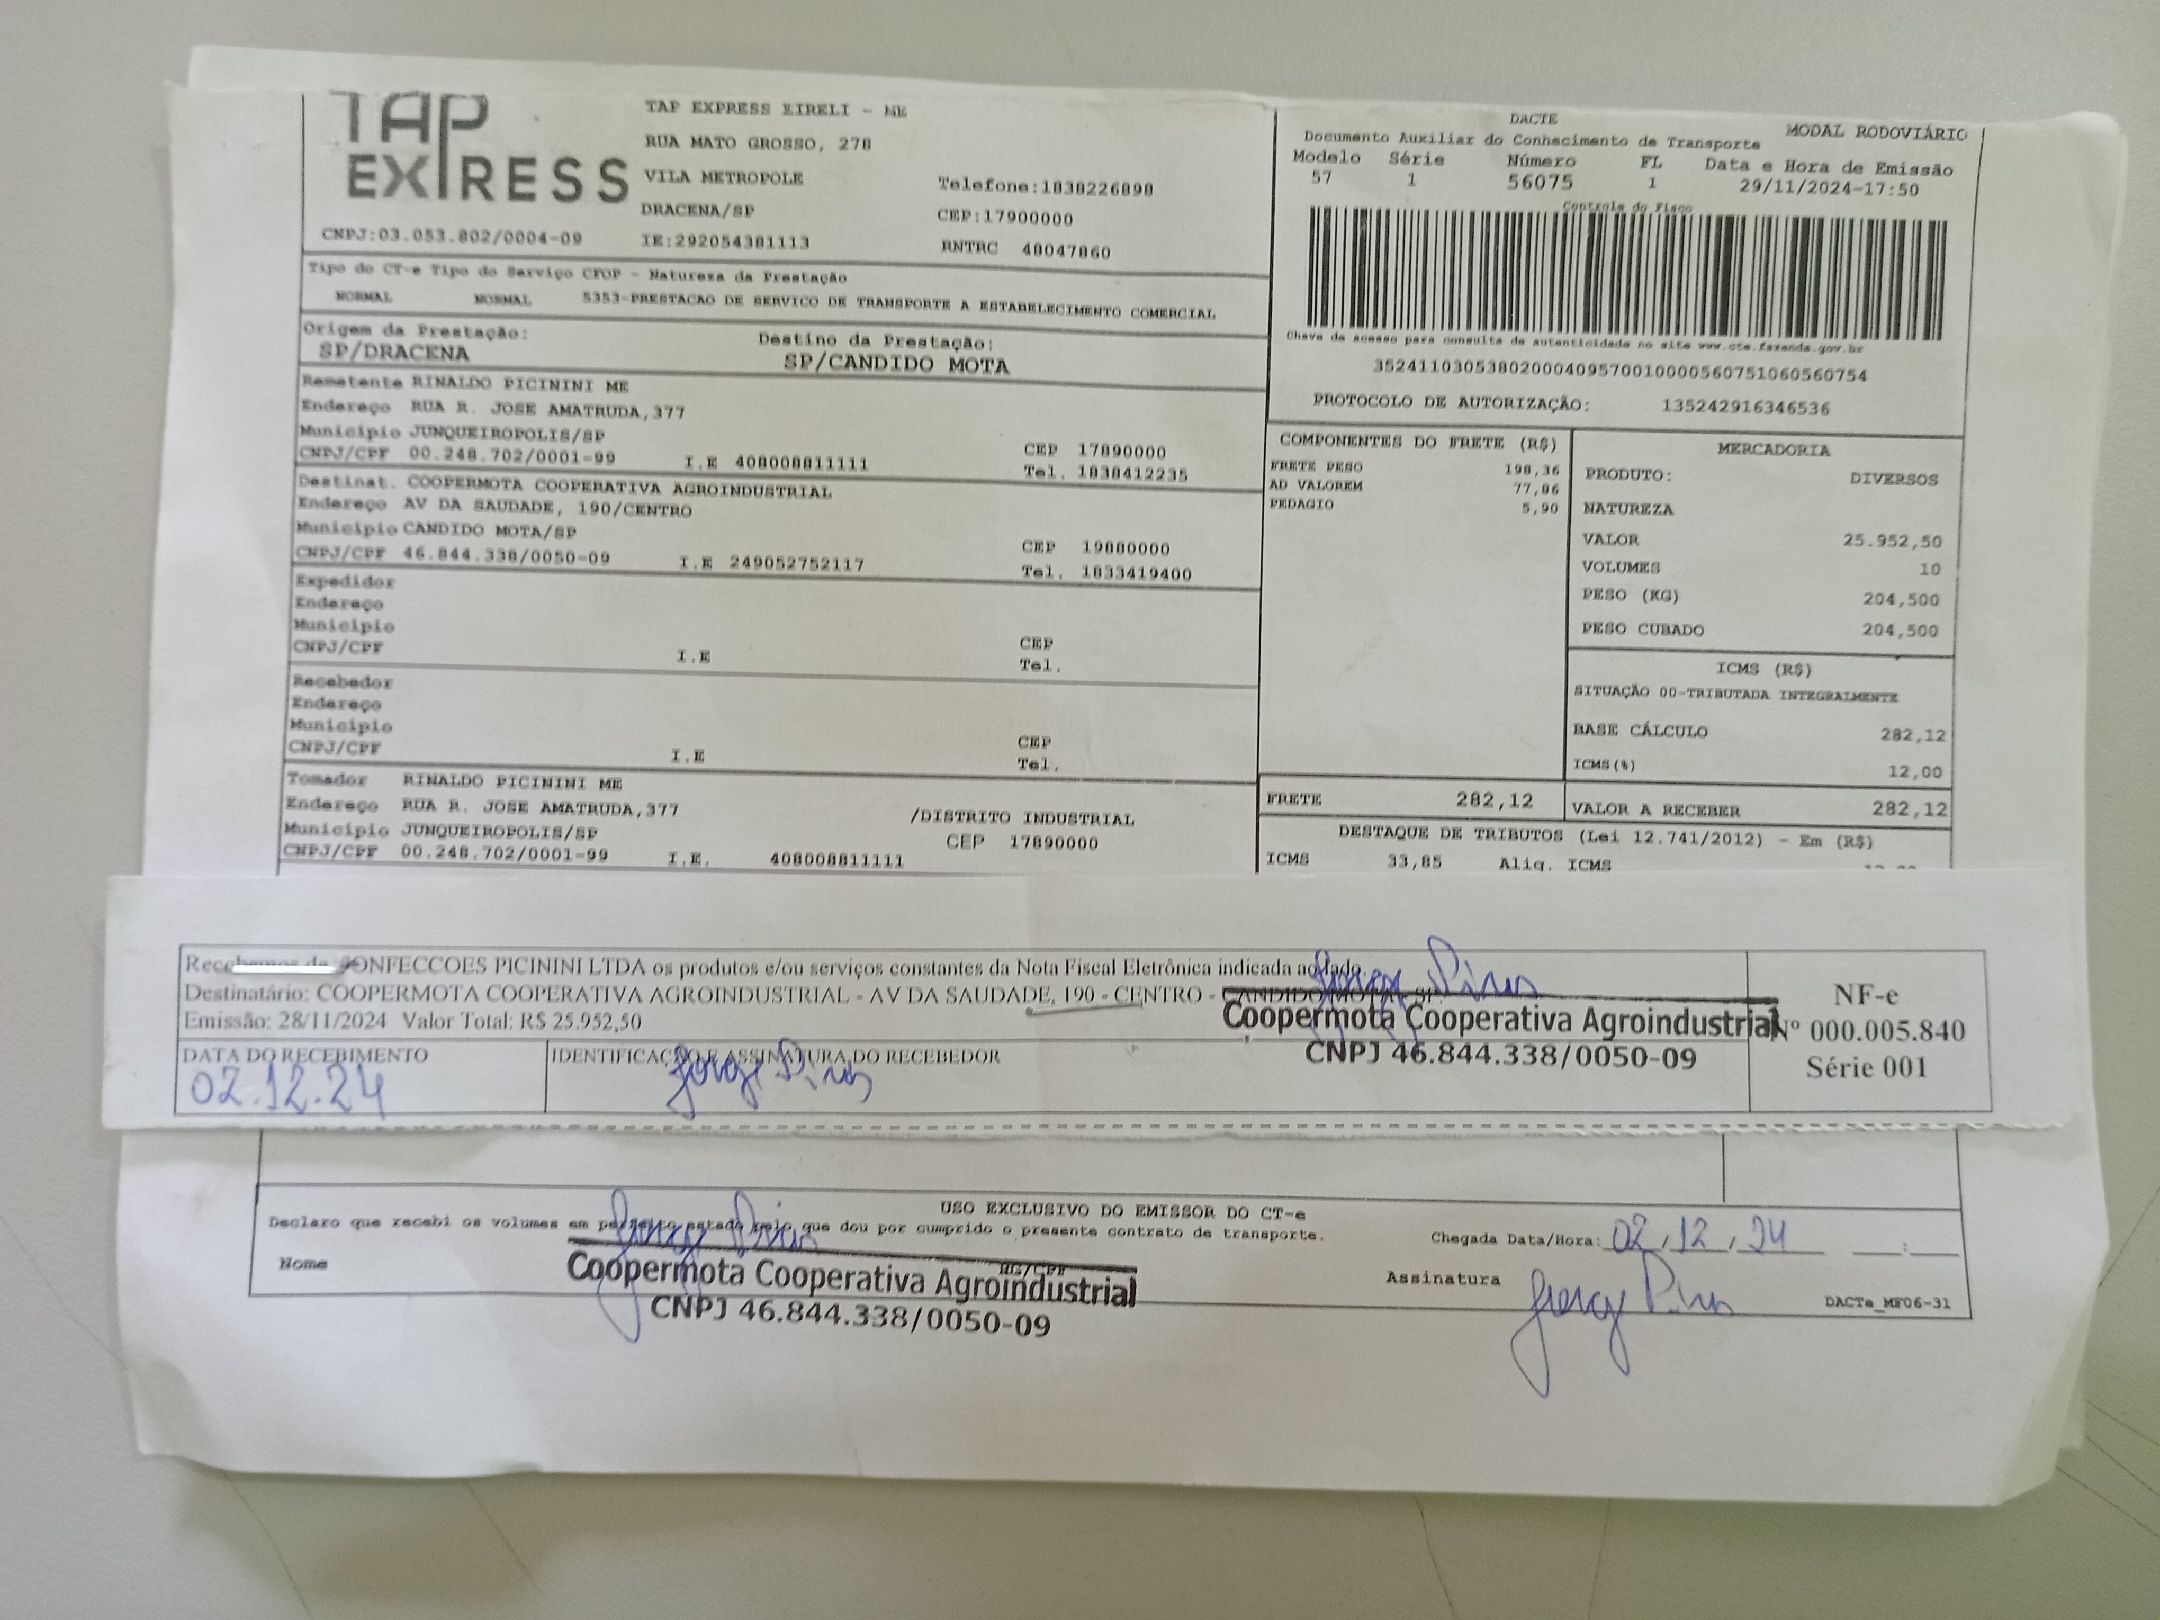 TAP EXPRESS
TAP EXPRESS EIRELI - ME
RUA MATO GROSSO, 278
VILA METROPOLE
Telefone:1838226898
DRACENA/SP
CEP:17900000
CNPJ:03.053.802/0004-09
IE:292054381113
RNTRC 48047860
DACTE
MODAL RODOVIÁRIO
Documento Auxiliar do Conhecimento de Transporte
Modelo Série Número FL Data e Hora de Emissão
57 1 56075 1 29/11/2024-17:50
Controle do Fisco
Chave de acesso para consulta de autenticidade no site www.cte.fazenda.gov.br
35241103053802000409570010000560751060560754
PROTOCOLO DE AUTORIZAÇÃO: 135242916346536
Tipo do CT-e Tipo do Serviço CFOP - Natureza da Prestação
NORMAL NORMAL 5353-PRESTACAO DE SERVICO DE TRANSPORTE A ESTABELECIMENTO COMERCIAL
Origem da Prestação: Destino da Prestação:
SP/DRACENA SP/CANDIDO MOTA
Remetente RINALDO PICININI ME
Endereço RUA R. JOSE AMATRUDA,377
Município JUNQUEIROPOLIS/SP CEP 17890000
CNPJ/CPF 00.248.702/0001-99 I.E 408008811111 Tel. 1838412235
Destinat. COOPERMOTA COOPERATIVA AGROINDUSTRIAL
Endereço AV DA SAUDADE, 190/CENTRO
Município CANDIDO MOTA/SP CEP 19880000
CNPJ/CPF 46.844.338/0050-09 I.E 249052752117 Tel. 1833419400
Expedidor
Endereço
Município CEP
CNPJ/CPF I.E Tel.
Recebedor
Endereço
Município CEP
CNPJ/CPF I.E Tel.
Tomador RINALDO PICININI ME
Endereço RUA R. JOSE AMATRUDA,377 /DISTRITO INDUSTRIAL
Município JUNQUEIROPOLIS/SP CEP 17890000
CNPJ/CPF 00.248.702/0001-99 I.E. 408008811111
COMPONENTES DO FRETE (R$)
FRETE PESO 198,36
AD VALOREM 77,86
PEDAGIO 5,90
MERCADORIA
PRODUTO: DIVERSOS
NATUREZA
VALOR 25.952,50
VOLUMES 10
PESO (KG) 204,500
PESO CUBADO 204,500
ICMS (R$)
SITUAÇÃO 00-TRIBUTADA INTEGRALMENTE
BASE CÁLCULO 282,12
ICMS(%) 12,00
FRETE 282,12 VALOR A RECEBER 282,12
DESTAQUE DE TRIBUTOS (Lei 12.741/2012) - Em (R$)
ICMS 33,85 Aliq. ICMS
Recebemos de CONFECCOES PICININI LTDA os produtos e/ou serviços constantes da Nota Fiscal Eletrônica indicada ao lado.
Destinatário: COOPERMOTA COOPERATIVA AGROINDUSTRIAL - AV DA SAUDADE, 190 - CENTRO - CANDIDO MOTA - SP
Emissão: 28/11/2024 Valor Total: R$ 25.952,50
Coopermota Cooperativa Agroindustrial
CNPJ 46.844.338/0050-09
NF-e
Nº 000.005.840
Série 001
DATA DO RECEBIMENTO IDENTIFICAÇÃO E ASSINATURA DO RECEBEDOR
02.12.24
USO EXCLUSIVO DO EMISSOR DO CT-e
Declaro que recebi os volumes em perfeito estado pelo que dou por cumprido o presente contrato de transporte.
Chegada Data/Hora: 02/12/24 :
Nome RG/CPF Assinatura
Coopermota Cooperativa Agroindustrial
CNPJ 46.844.338/0050-09
DACTe_MF06-31